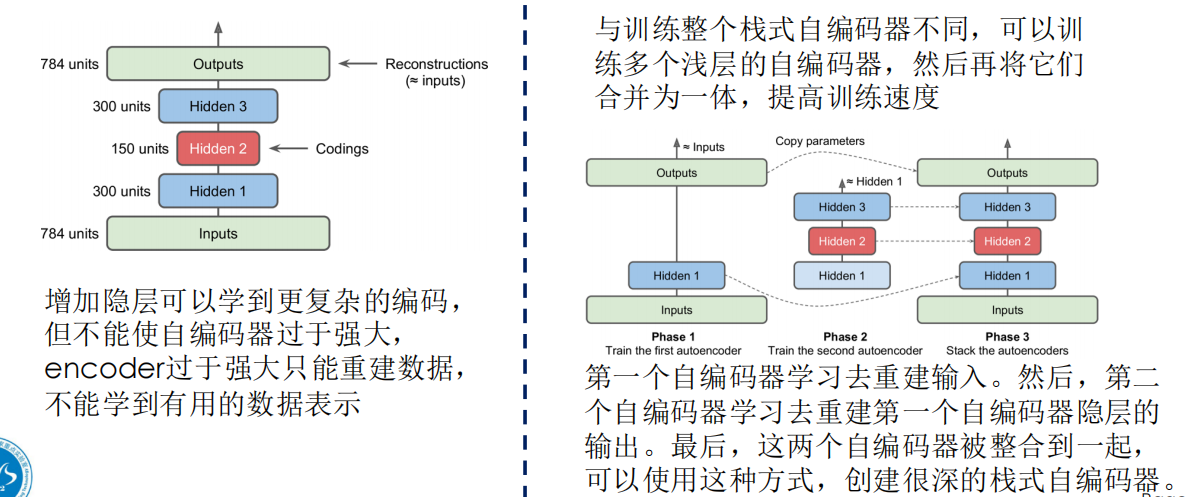 784 units
Outputs
Reconstructions
(≈ inputs)
300 units
Hidden 3
150 units
Hidden 2
Codings
300 units
Hidden 1
784 units
Inputs
增加隐层可以学到更复杂的编码，
但不能使自编码器过于强大，
encoder过于强大只能重建数据，
不能学到有用的数据表示
与训练整个栈式自编码器不同，可以训
练多个浅层的自编码器，然后再将它们
合并为一体，提高训练速度
≈ Inputs
Copy parameters
Outputs
Outputs
≈ Hidden 1
Hidden 3
Hidden 3
Hidden 2
Hidden 2
Hidden 1
Hidden 1
Hidden 1
Inputs
Inputs
Phase 1
Train the first autoencoder
Phase 2
Train the second autoencoder
Phase 3
Stack the autoencoders
第一个自编码器学习去重建输入。然后，第二
个自编码器学习去重建第一个自编码器隐层的
输出。最后，这两个自编码器被整合到一起，
可以使用这种方式，创建很深的栈式自编码器。